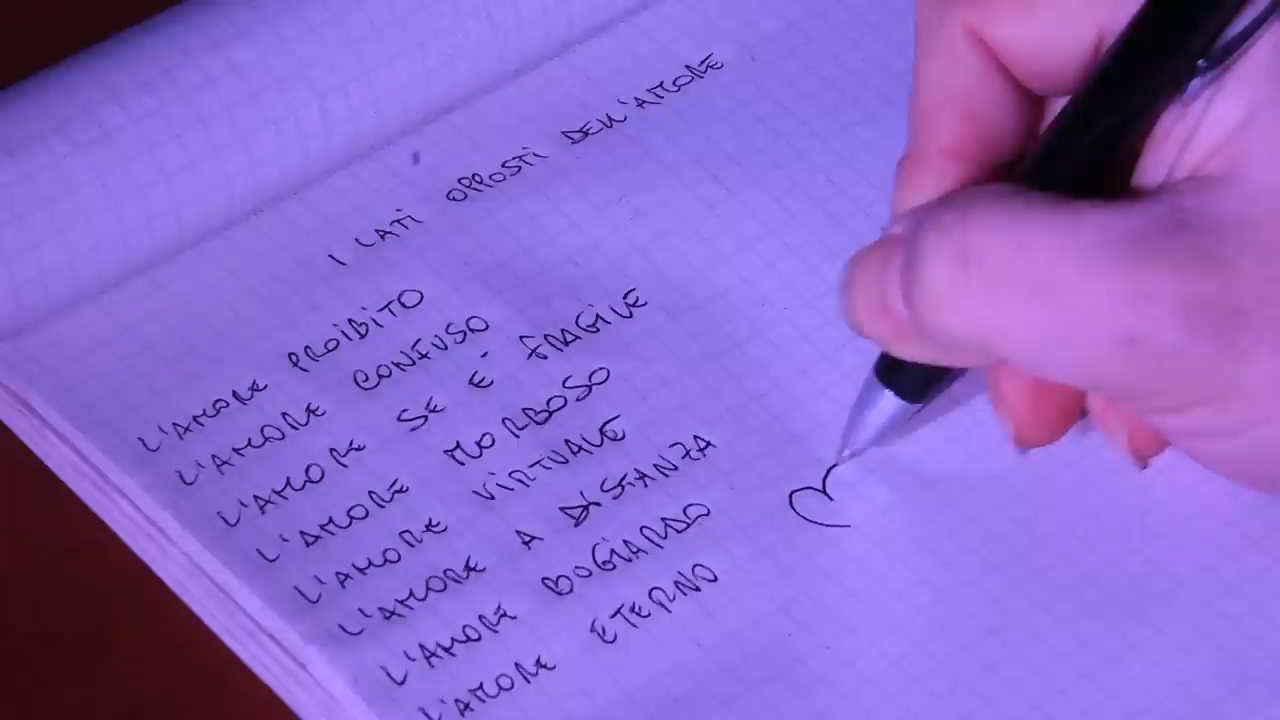 I LATI OPPOSTI DELL'AMORE
L'AMORE PROIBITO
L'AMORE CONFUSO
L'AMORE SE E' FRAGILE
L'AMORE MORBOSO
L'AMORE VIRTUALE
L'AMORE A DISTANZA
L'AMORE BOGIARDO
L'AMORE ETERNO